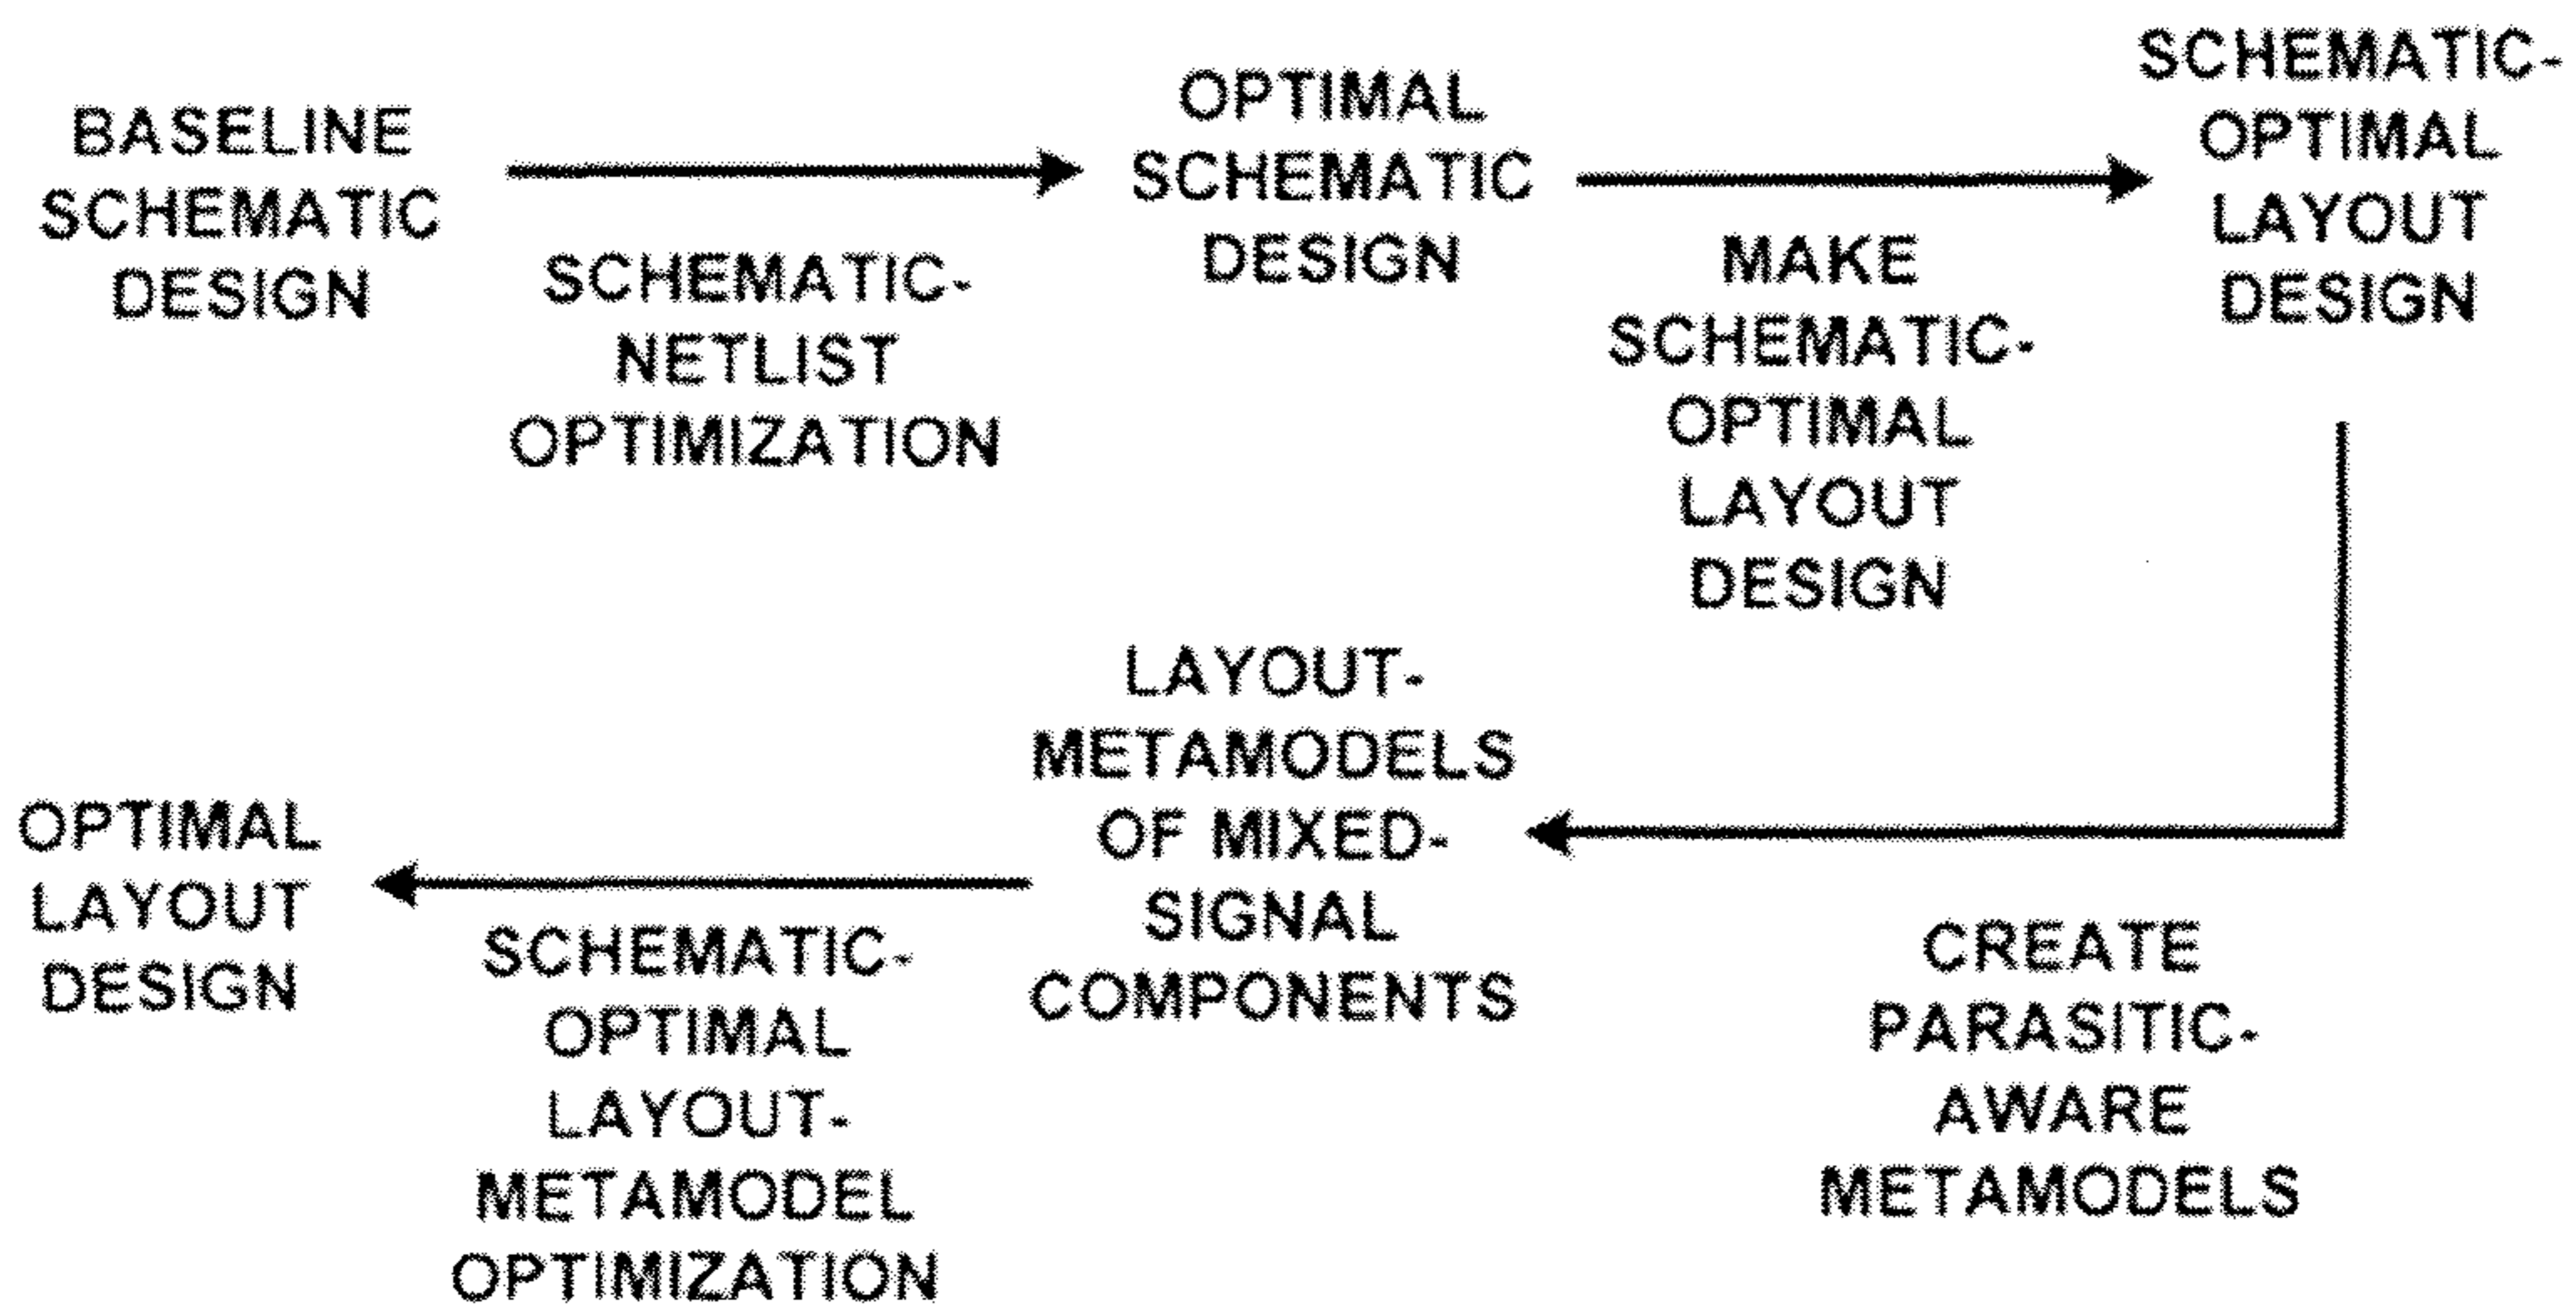 BASELINE
SCHEMATIC
DESIGN
SCHEMATIC-
NETLIST
OPTIMIZATION
OPTIMAL
SCHEMATIC
DESIGN
MAKE
SCHEMATIC-
OPTIMAL
LAYOUT
DESIGN
SCHEMATIC-
OPTIMAL
LAYOUT
DESIGN
CREATE
PARASITIC-
AWARE
METAMODELS
LAYOUT-
METAMODELS
OF MIXED-
SIGNAL
COMPONENTS
SCHEMATIC-
OPTIMAL
LAYOUT-
METAMODEL
OPTIMIZATION
OPTIMAL
LAYOUT
DESIGN